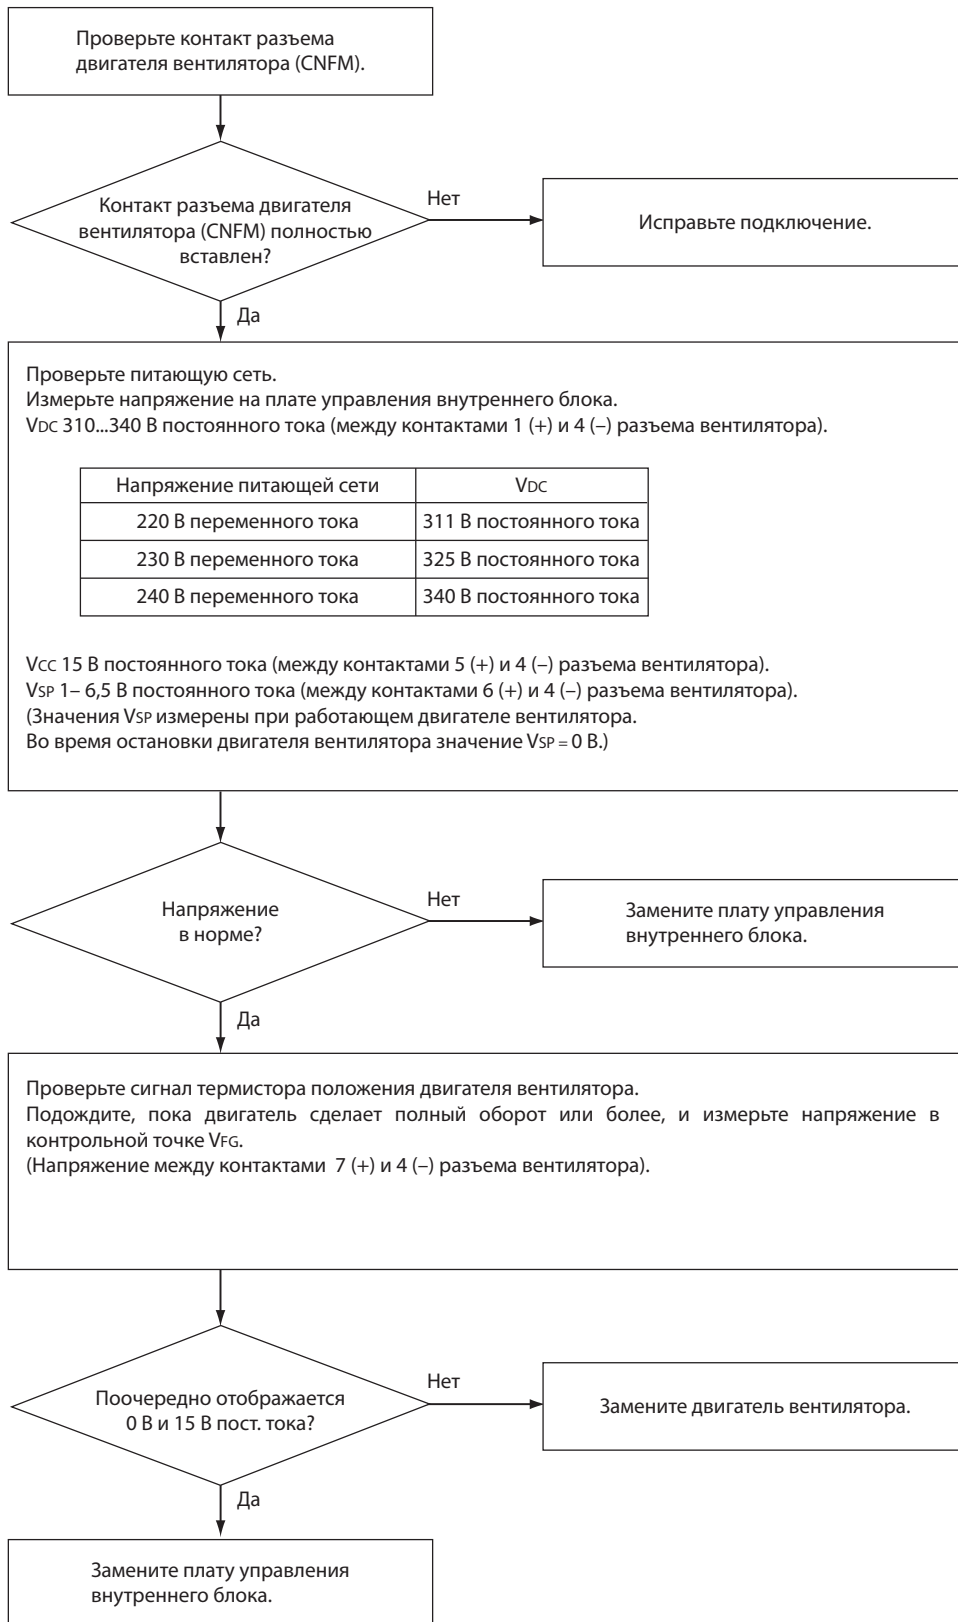 Проверьте контакт разъема
двигателя вентилятора (CNFM).
Контакт разъема двигателя
вентилятора (CNFM) полностью
вставлен?
Нет
Исправьте подключение.
Да
Проверьте питающую сеть.
Измерьте напряжение на плате управления внутреннего блока.
VDC 310...340 В постоянного тока (между контактами 1 (+) и 4 (–) разъема вентилятора).
Напряжение питающей сети VDC
220 В переменного тока 311 В постоянного тока
230 В переменного тока 325 В постоянного тока
240 В переменного тока 340 В постоянного тока
VCC 15 В постоянного тока (между контактами 5 (+) и 4 (–) разъема вентилятора).
VSP 1– 6,5 В постоянного тока (между контактами 6 (+) и 4 (–) разъема вентилятора).
(Значения VSP измерены при работающем двигателе вентилятора.
Во время остановки двигателя вентилятора значение VSP = 0 В.)
Напряжение
в норме?
Нет
Замените плату управления
внутреннего блока.
Да
Проверьте сигнал термистора положения двигателя вентилятора.
Подождите, пока двигатель сделает полный оборот или более, и измерьте напряжение в
контрольной точке VFG.
(Напряжение между контактами 7 (+) и 4 (–) разъема вентилятора).
Поочередно отображается
0 В и 15 В пост. тока?
Нет
Замените двигатель вентилятора.
Да
Замените плату управления
внутреннего блока.